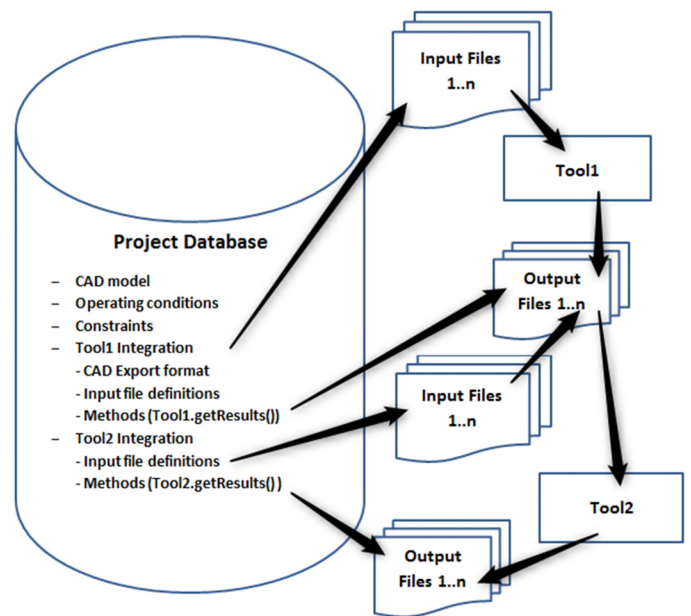 Project Database
– CAD model
– Operating conditions
– Constraints
– Tool1 Integration
- CAD Export format
- Input file definitions
- Methods (Tool1.getResults())
– Tool2 Integration
- Input file definitions
- Methods (Tool2.getResults() )
Input Files
1..n
Tool1
Output
Files 1..n
Input Files
1..n
Tool2
Output
Files 1..n